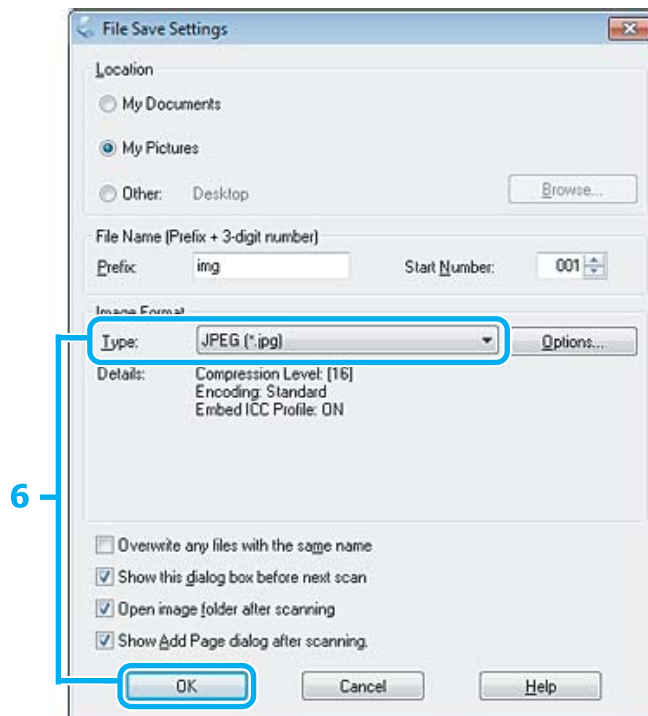 File Save Settings
Location
My Documents
My Pictures
Other: Desktop Browse...
File Name (Prefix + 3-digit number)
Prefix: img Start Number: 001
Image Format
Type: JPEG (*.jpg) Options...
Details: Compression Level: [16]
Encoding: Standard
Embed ICC Profile: ON
6
Overwrite any files with the same name
Show this dialog box before next scan
Open image folder after scanning
Show Add Page dialog after scanning.
OK Cancel Help